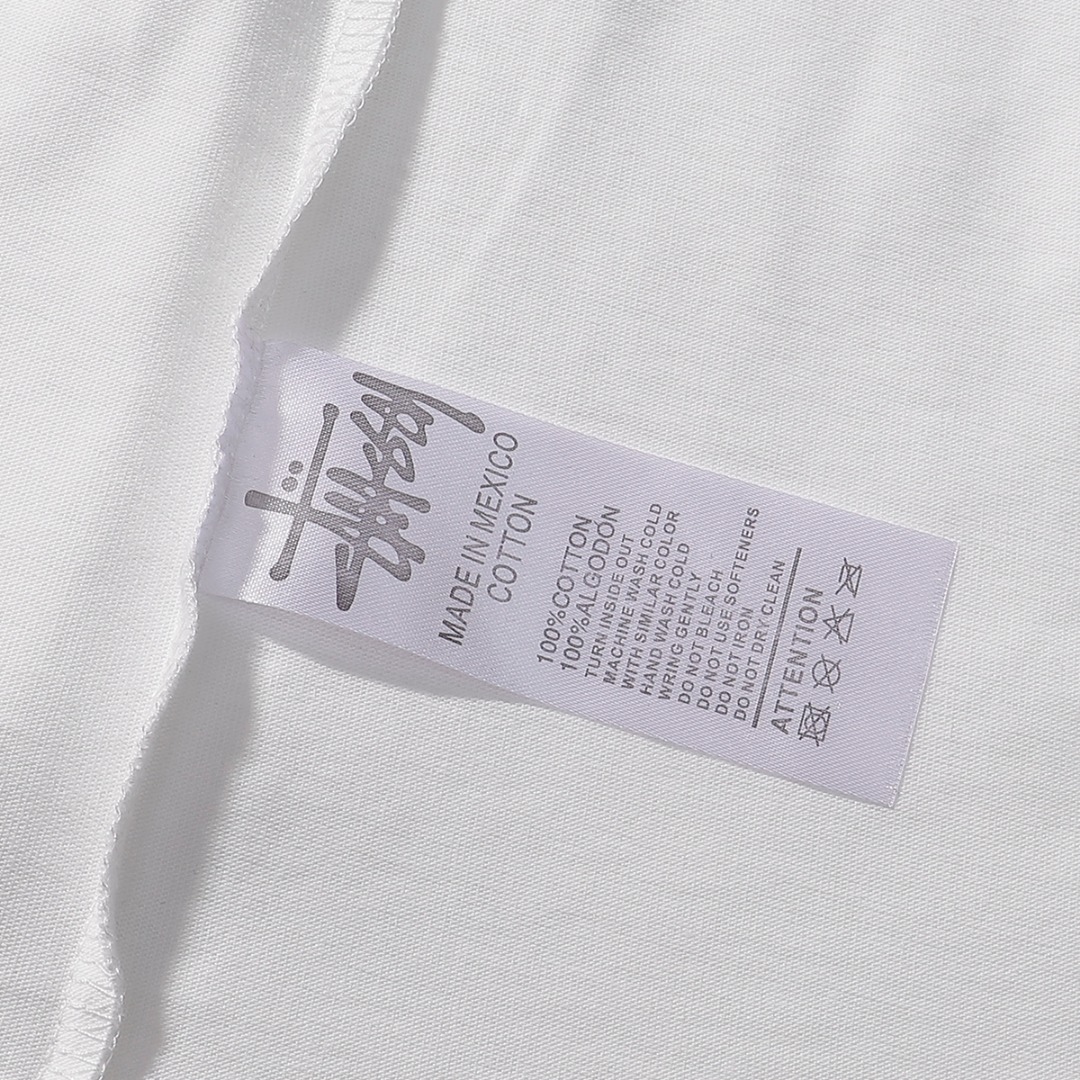 Stüssy
MADE IN MEXICO
COTTON
100%COTTON
100%ALGODÓN
TURN INSIDE OUT
MACHINE WASH COLD
WITH SIMILAR COLOR
HAND WASH COLD
WRING GENTLY
DO NOT BLEACH
DO NOT USE SOFTENERS
DO NOT IRON
DO NOT DRY CLEAN
ATTENTION